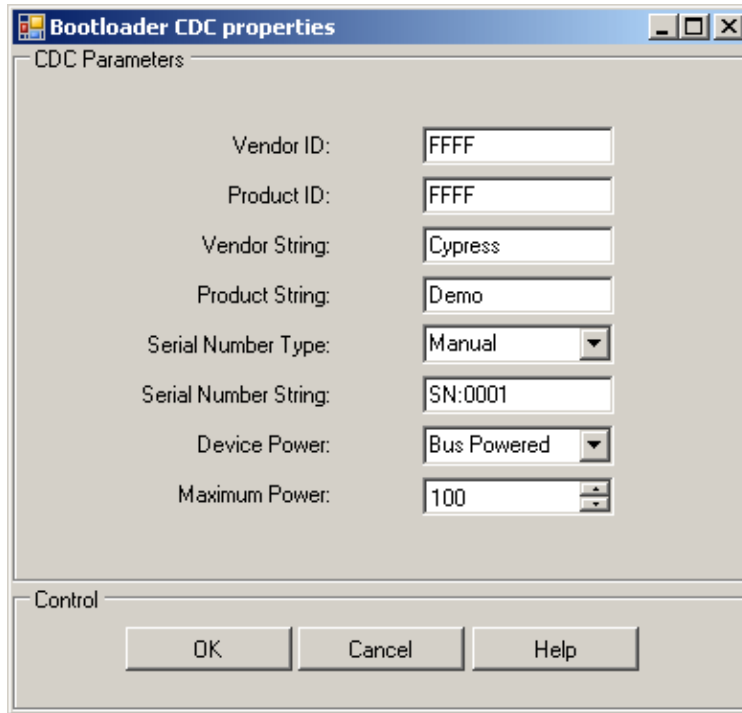 Bootloader CDC properties
CDC Parameters
Vendor ID: FFFF
Product ID: FFFF
Vendor String: Cypress
Product String: Demo
Serial Number Type: Manual
Serial Number String: SN:0001
Device Power: Bus Powered
Maximum Power: 100
Control
OK Cancel Help